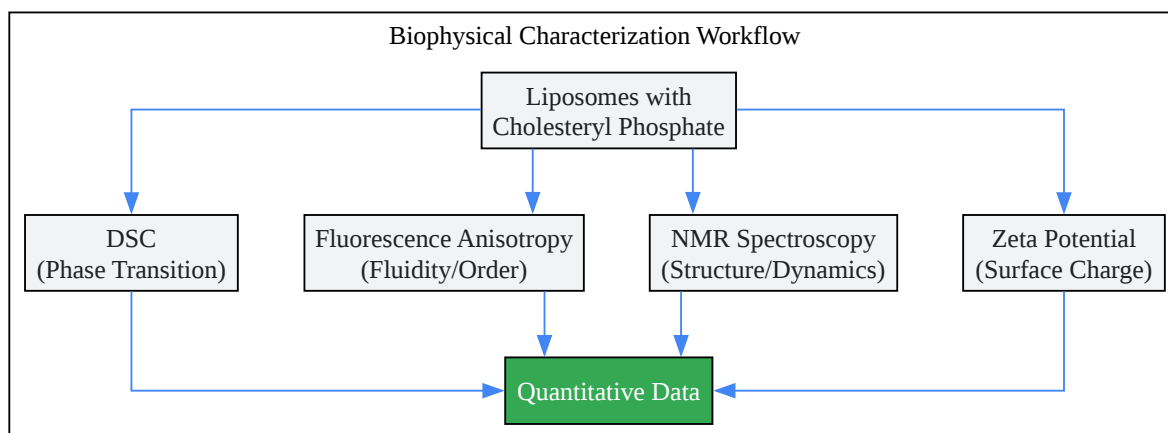 Biophysical Characterization Workflow
Liposomes with
Cholesteryl Phosphate
DSC
(Phase Transition)
Fluorescence Anisotropy
(Fluidity/Order)
NMR Spectroscopy
(Structure/Dynamics)
Zeta Potential
(Surface Charge)
Quantitative Data